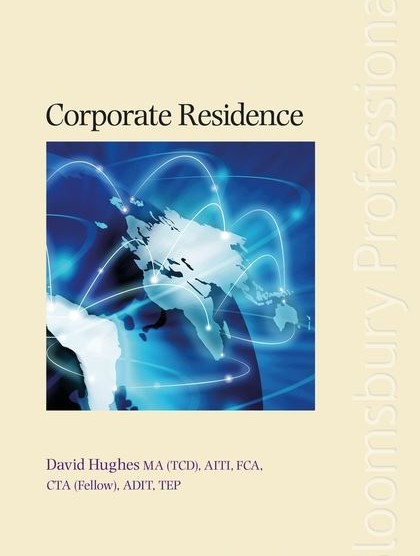 Corporate Residence
David Hughes MA (TCD), AITI, FCA,
CTA (Fellow), ADIT, TEP
loomsbury Professiona